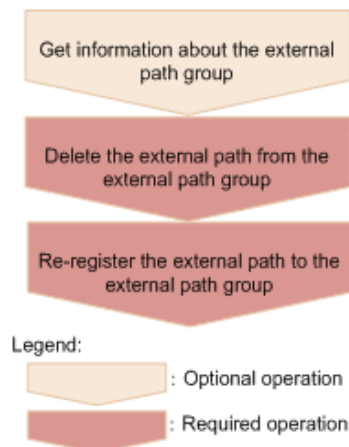 Get information about the external
path group
Delete the external path from the
external path group
Re-register the external path to the
external path group
Legend:
: Optional operation
: Required operation